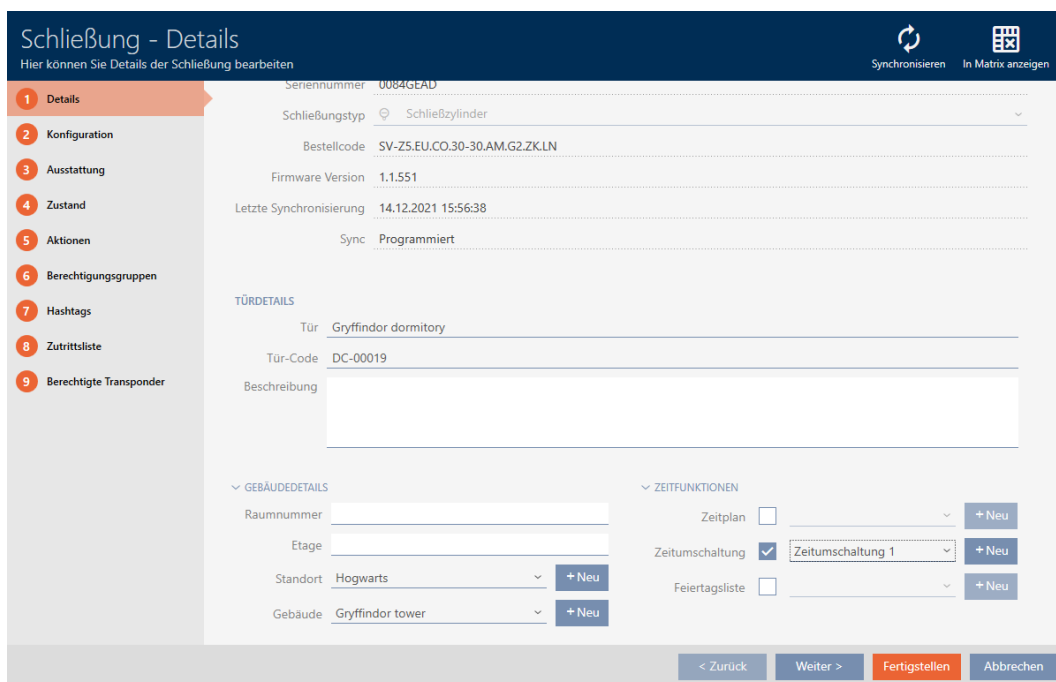 Schließung - Details
Hier können Sie Details der Schließung bearbeiten
Synchronisieren
In Matrix anzeigen
1 Details
2 Konfiguration
3 Ausstattung
4 Zustand
5 Aktionen
6 Berechtigungsgruppen
7 Hashtags
8 Zutrittsliste
9 Berechtigte Transponder
Seriennummer 0084GEAD
Schließungstyp Schließzylinder
Bestellcode SV-Z5.EU.CO.30-30.AM.G2.ZK.LN
Firmware Version 1.1.551
Letzte Synchronisierung 14.12.2021 15:56:38
Sync Programmiert
TÜRDETAILS
Tür Gryffindor dormitory
Tür-Code DC-00019
Beschreibung
GEBÄUDEDETAILS
Raumnummer
Etage
Standort Hogwarts + Neu
Gebäude Gryffindor tower + Neu
ZEITFUNKTIONEN
Zeitplan + Neu
Zeitumschaltung Zeitumschaltung 1 + Neu
Feiertagsliste + Neu
< Zurück
Weiter >
Fertigstellen
Abbrechen